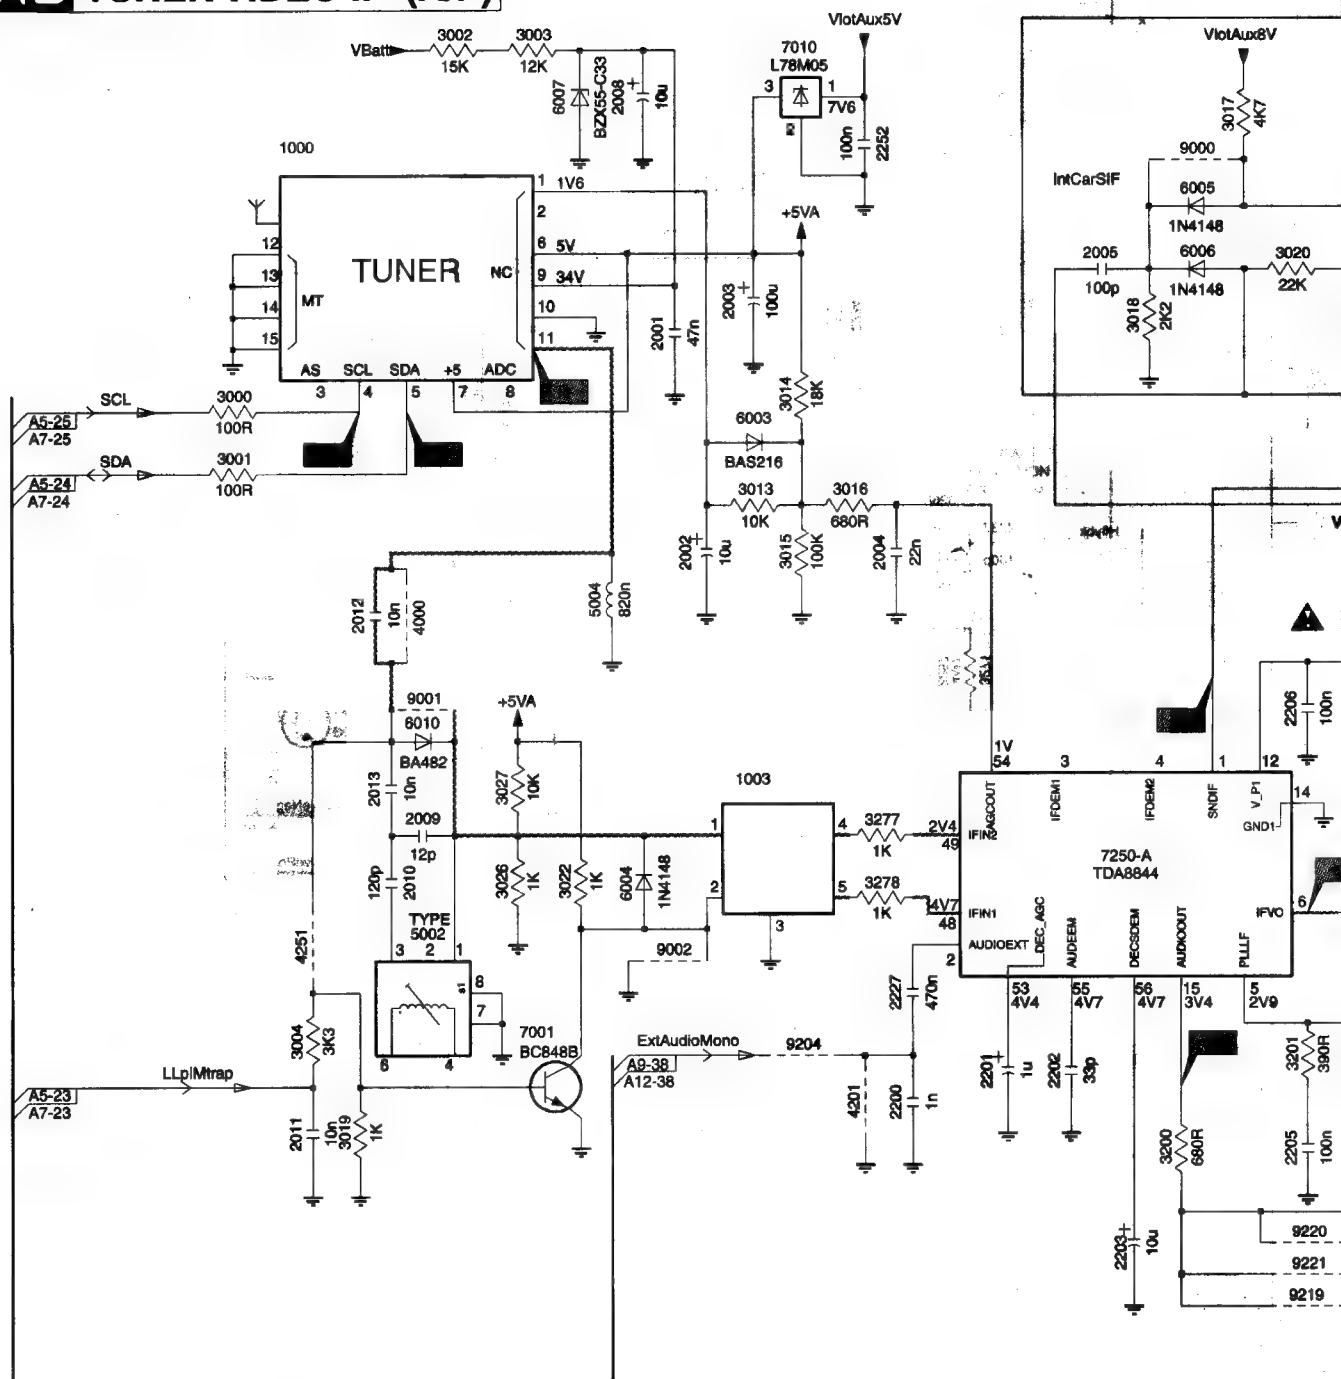 VBatt
3002
15K
3003
12K
6007
BZX55-C33
2008
10u
7010
L78M05
3
1
7V6
VlotAux5V
100n
2252
VlotAux8V
3017
4K7
9000
IntCarSIF
6005
1N4148
6006
1N4148
2005
100p
3018
2K2
3020
22K
1000
TUNER
MT
NC
12
13
14
15
1
1V6
2
6
5V
9
34V
10
11
AS
SCL
SDA
+5
ADC
3
4
5
7
8
2001
47n
2003
100u
+5VA
3014
18K
6003
BAS216
3013
10K
3016
680R
2002
10u
3015
100K
2004
22n
SCL
A5-25
A7-25
3000
100R
SDA
A5-24
A7-24
3001
100R
2012
10n
4000
5004
820n
9001
6010
BA482
+5VA
2013
10n
3027
10K
2009
12p
120p
2010
3026
1K
3022
1K
6004
1N4148
TYPE
5002
3
2
1
s1
8
7
6
4
4251
3004
3K3
LLpIMtrap
A5-23
A7-23
2011
10n
3019
1K
7001
BC848B
9002
1003
1
2
3
4
5
3277
1K
3278
1K
2V4
49
4V7
48
1V
54
3
4
1
12
14
2206
100n
AGCOUT
IFDEM1
IFDEM2
SNDIF
V_P1
GND1
IFIN2
IFIN1
7250-A
TDA8844
6
IFVO
AUDIOEXT
2
DEC_AGC
AUDEEM
DECSDEM
AUDIOOUT
PLLLF
53
4V4
55
4V7
56
4V7
15
3V4
5
2V9
2227
470n
ExtAudioMono
A9-38
A12-38
9204
4201
2200
1n
2201
1u
2202
33p
2203
10u
3200
680R
3201
390R
2205
100n
9220
9221
9219